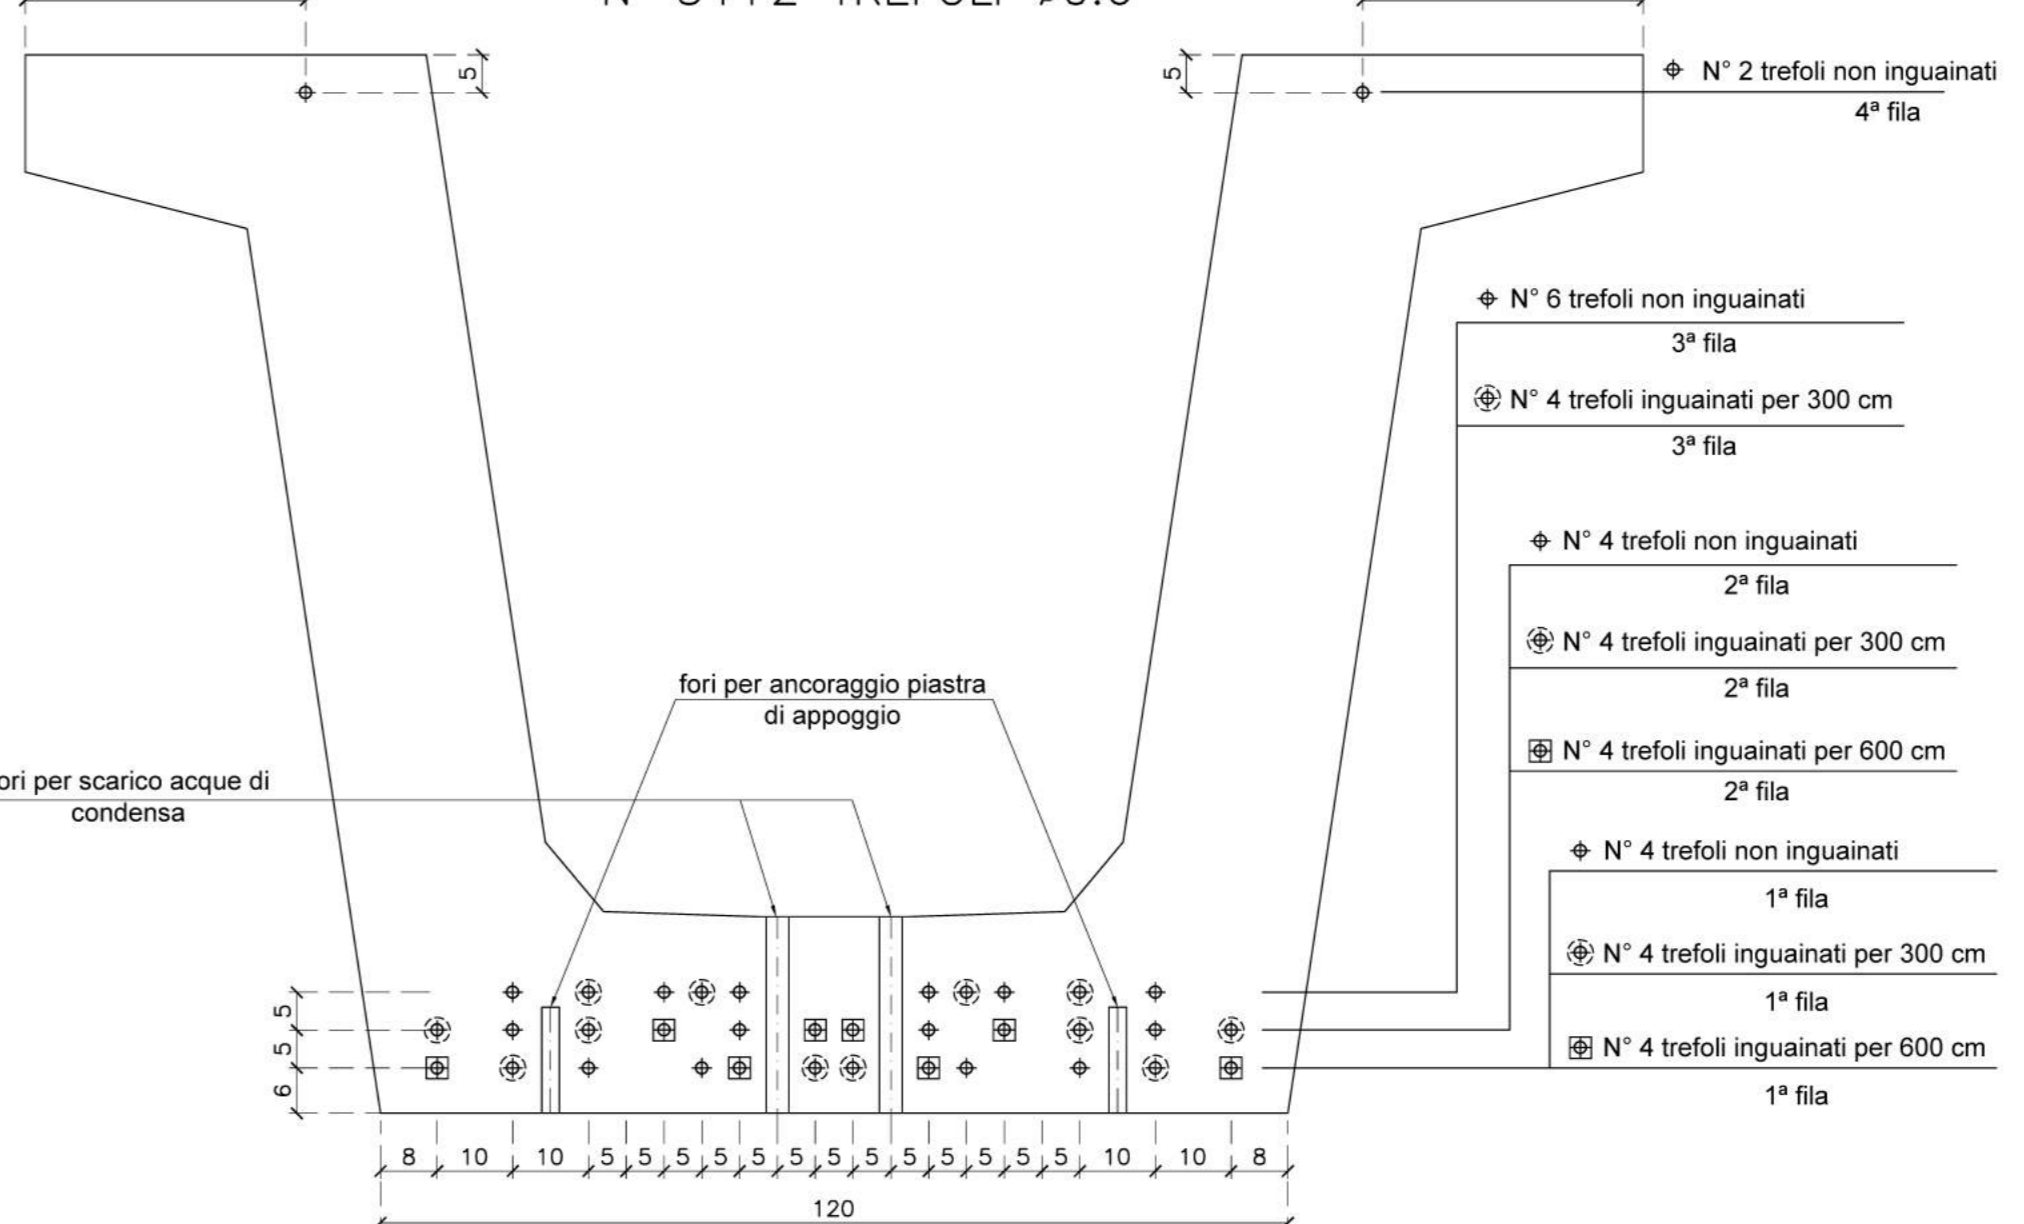 5
5
N° 2 trefoli non inguainati
4ª fila
N° 6 trefoli non inguainati
3ª fila
N° 4 trefoli inguainati per 300 cm
3ª fila
N° 4 trefoli non inguainati
2ª fila
N° 4 trefoli inguainati per 300 cm
2ª fila
N° 4 trefoli inguainati per 600 cm
2ª fila
fori per ancoraggio piastra
di appoggio
ori per scarico acque di
condensa
N° 4 trefoli non inguainati
1ª fila
N° 4 trefoli inguainati per 300 cm
1ª fila
N° 4 trefoli inguainati per 600 cm
1ª fila
5
5
6
8 10 10 5 5 5 5 5 5 5 5 5 5 5 5 5 10 10 8
120